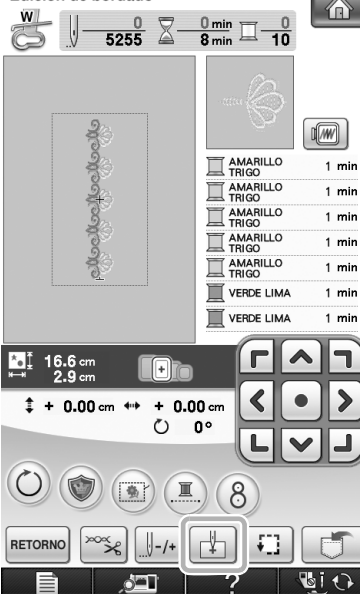 Edición de bordado
W
0 0 min 0
5255 8 min 10
AMARILLO TRIGO 1 min
AMARILLO TRIGO 1 min
AMARILLO TRIGO 1 min
AMARILLO TRIGO 1 min
AMARILLO TRIGO 1 min
VERDE LIMA 1 min
VERDE LIMA 1 min
16.6 cm
2.9 cm
+ 0.00 cm + 0.00 cm
0°
RETORNO -/+
?